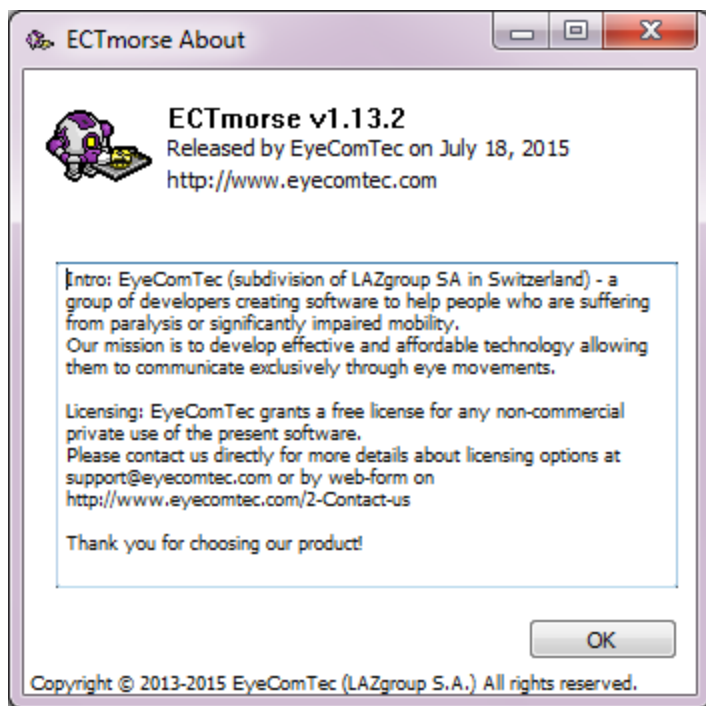 ECTmorse About
ECTmorse v1.13.2
Released by EyeComTec on July 18, 2015
http://www.eyecomtec.com
Intro: EyeComTec (subdivision of LAZgroup SA in Switzerland) - a
group of developers creating software to help people who are suffering
from paralysis or significantly impaired mobility.
Our mission is to develop effective and affordable technology allowing
them to communicate exclusively through eye movements.
Licensing: EyeComTec grants a free license for any non-commercial
private use of the present software.
Please contact us directly for more details about licensing options at
support@eyecomtec.com or by web-form on
http://www.eyecomtec.com/2-Contact-us
Thank you for choosing our product!
OK
Copyright © 2013-2015 EyeComTec (LAZgroup S.A.) All rights reserved.